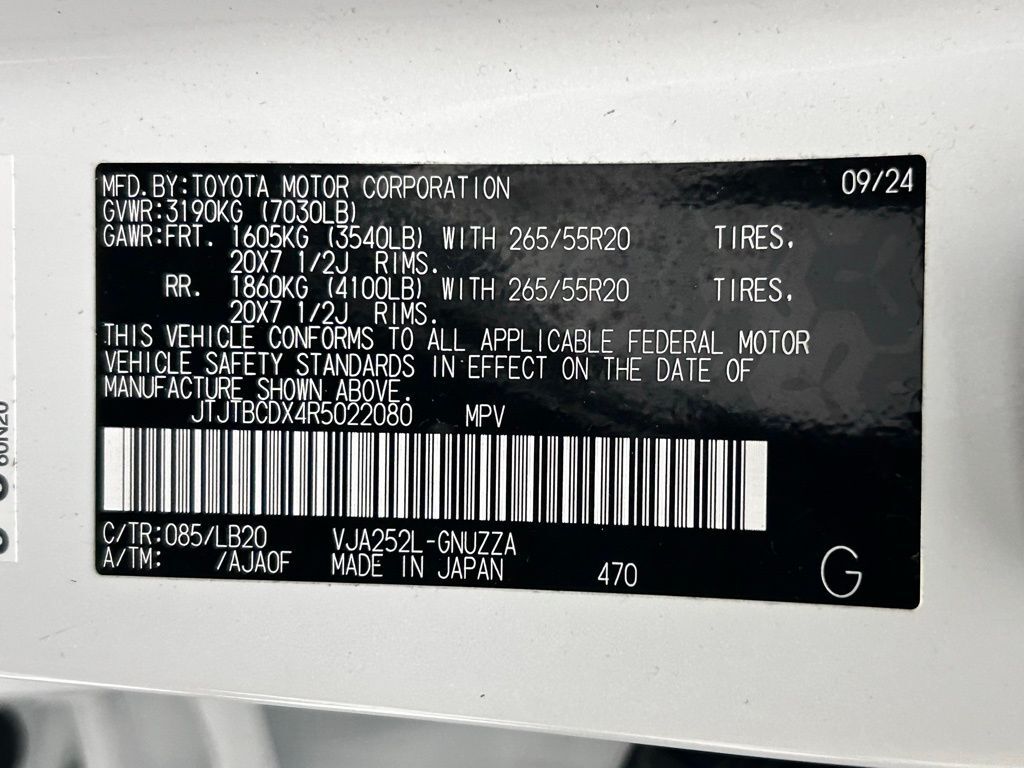 MFD.BY:TOYOTA MOTOR CORPORATION 09/24
GVWR:3190KG (7030LB)
GAWR:FRT. 1605KG (3540LB) WITH 265/55R20 TIRES,
20X7 1/2J RIMS.
RR. 1860KG (4100LB) WITH 265/55R20 TIRES,
20X7 1/2J RIMS.
THIS VEHICLE CONFORMS TO ALL APPLICABLE FEDERAL MOTOR
VEHICLE SAFETY STANDARDS IN EFFECT ON THE DATE OF
MANUFACTURE SHOWN ABOVE.
JTJTBCDX4R5022080 MPV
C/TR:085/LB20 VJA252L-GNUZZA
A/TM: /AJA0F MADE IN JAPAN 470 G
60N20